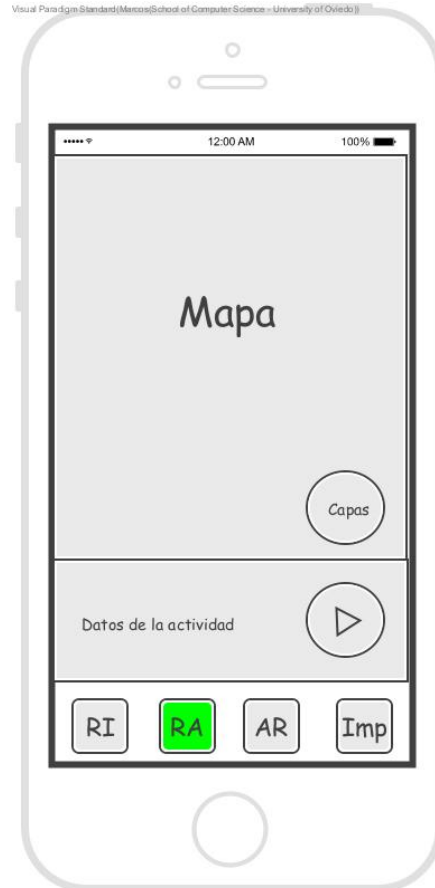 Visual Paradigm Standard(Marcos(School of Computer Science - University of Oviedo))
12:00 AM
100%
Mapa
Capas
Datos de la actividad
RI
RA
AR
Imp